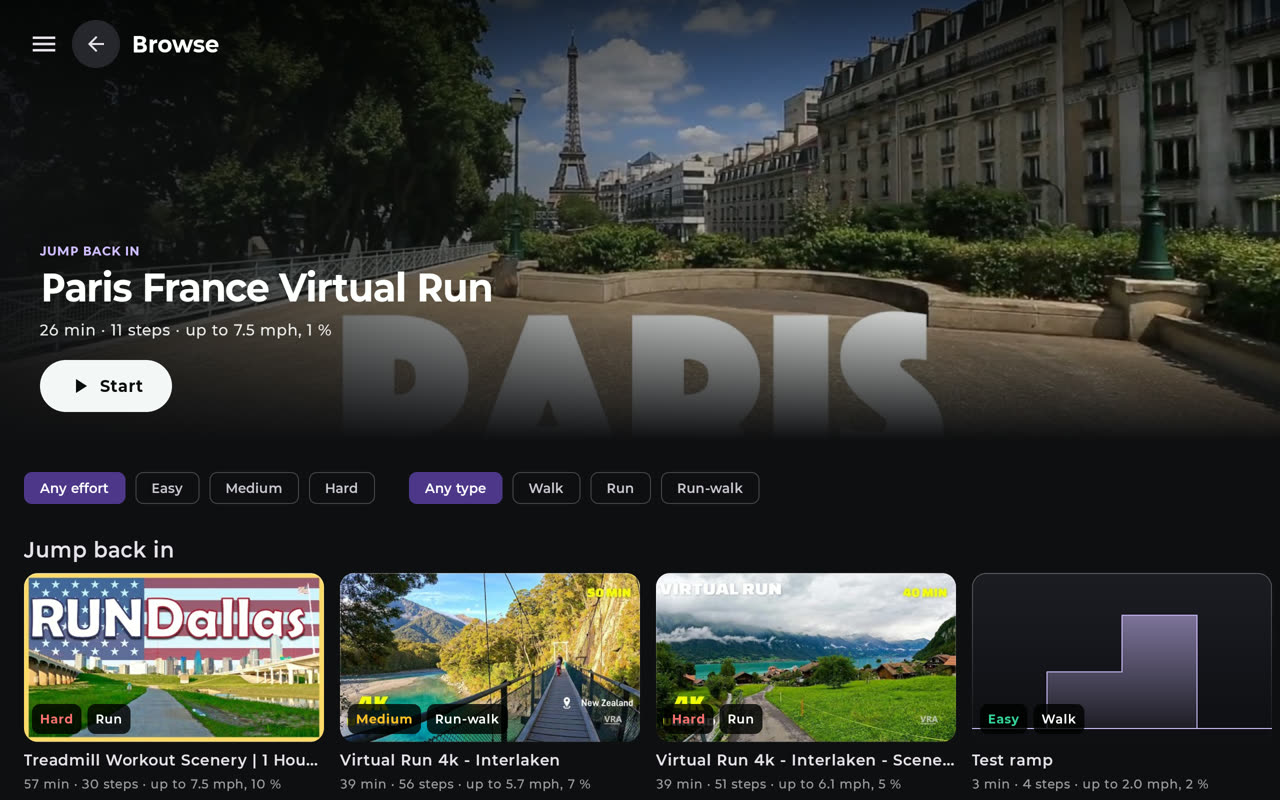 Browse
JUMP BACK IN
Paris France Virtual Run
26 min · 11 steps · up to 7.5 mph, 1 %
PARIS
Start
Any effort
Easy
Medium
Hard
Any type
Walk
Run
Run-walk
Jump back in
RUNDallas
Hard
Run
Treadmill Workout Scenery | 1 Hou...
57 min · 30 steps · up to 7.5 mph, 10 %
50 MIN
4K
New Zealand
VRA
Medium
Run-walk
Virtual Run 4k - Interlaken
39 min · 56 steps · up to 5.7 mph, 7 %
VIRTUAL RUN
40 MIN
4K
VRA
Hard
Run
Virtual Run 4k - Interlaken - Scene...
39 min · 51 steps · up to 6.1 mph, 5 %
Easy
Walk
Test ramp
3 min · 4 steps · up to 2.0 mph, 2 %